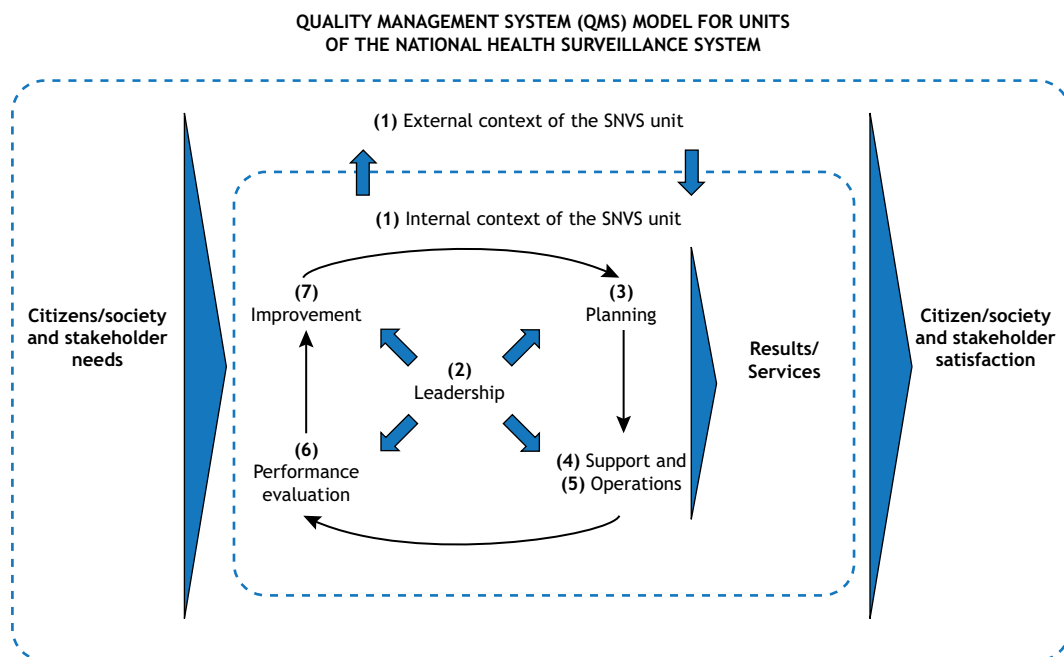 QUALITY MANAGEMENT SYSTEM (QMS) MODEL FOR UNITS
OF THE NATIONAL HEALTH SURVEILLANCE SYSTEM
(1) External context of the SNVS unit
(1) Internal context of the SNVS unit
Citizens/society
and stakeholder
needs
(7)
Improvement
(3)
Planning
(2)
Leadership
(6)
Performance
evaluation
(4) Support and
(5) Operations
Results/
Services
Citizen/society
and stakeholder
satisfaction